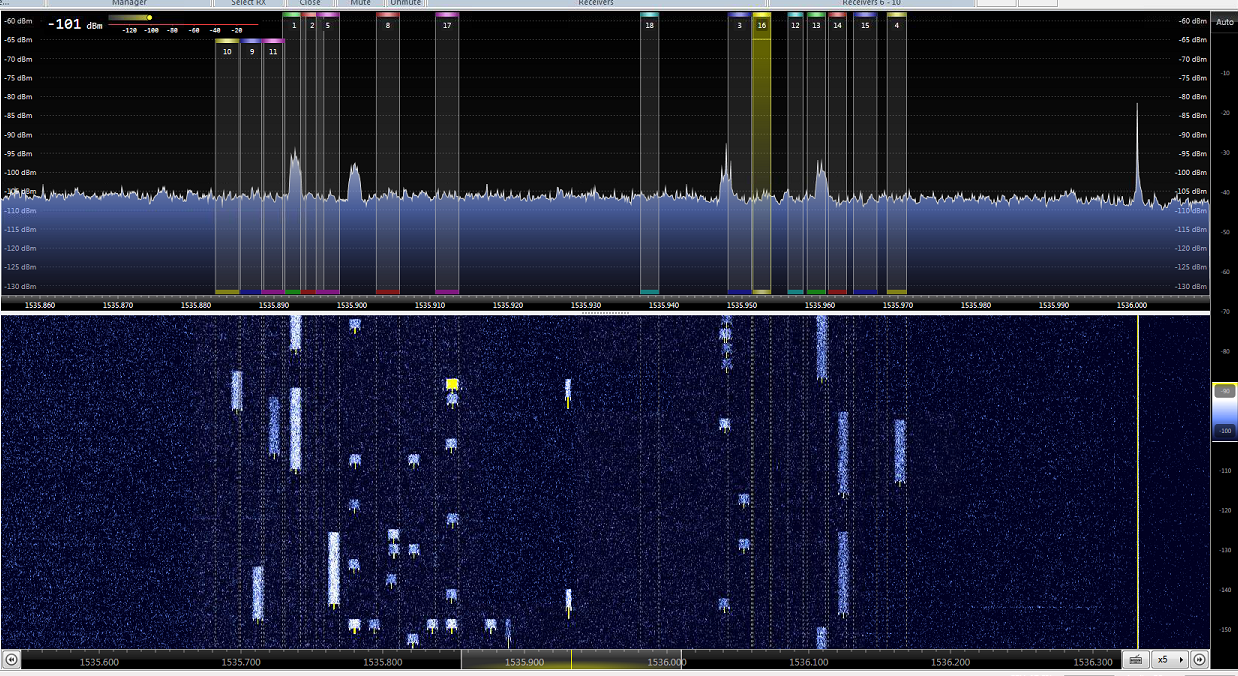 Manager Select RX Close Mute Unmute Receivers Receivers 6 - 10
-60 dBm -101 dBm 1 2 5 8 17 18 3 16 12 13 14 15 4 -60 dBm Auto
-120 -100 -80 -60 -40 -20
-65 dBm 10 9 11 -65 dBm
-70 dBm -70 dBm
-10
-75 dBm -75 dBm
-80 dBm -80 dBm
-85 dBm -85 dBm
-20
-90 dBm -90 dBm
-95 dBm -95 dBm
-30
-100 dBm -100 dBm
-105 dBm -105 dBm
-40
-110 dBm -110 dBm
-115 dBm -115 dBm
-50
-120 dBm -120 dBm
-125 dBm -125 dBm
-60
-130 dBm -130 dBm
1535.860 1535.870 1535.880 1535.890 1535.900 1535.910 1535.920 1535.930 1535.940 1535.950 1535.960 1535.970 1535.980 1535.990 1536.000
-70
-80
-90
-100
-110
-120
-130
-140
-150
1535.600 1535.700 1535.800 1535.900 1536.000 1536.100 1536.200 1536.300 x5